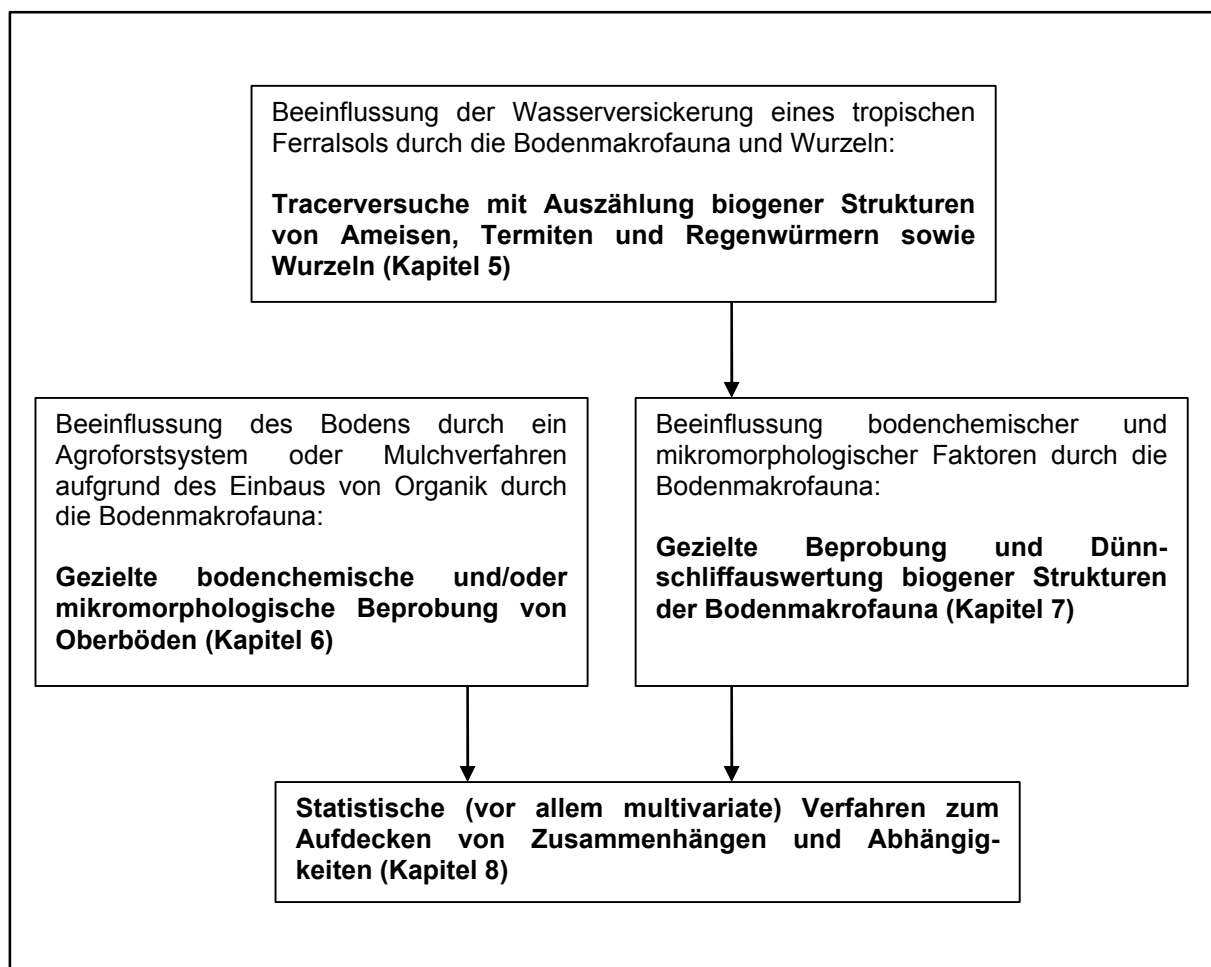 Beeinflussung der Wasserversickerung eines tropischen
Ferralsols durch die Bodenmakrofauna und Wurzeln:
Tracerversuche mit Auszählung biogener Strukturen
von Ameisen, Termiten und Regenwürmern sowie
Wurzeln (Kapitel 5)
Beeinflussung des Bodens durch ein
Agroforstsystem oder Mulchverfahren
aufgrund des Einbaus von Organik durch
die Bodenmakrofauna:
Gezielte bodenchemische und/oder
mikromorphologische Beprobung von
Oberböden (Kapitel 6)
Beeinflussung bodenchemischer und
mikromorphologischer Faktoren durch die
Bodenmakrofauna:
Gezielte Beprobung und Dünn-
schliffauswertung biogener Strukturen
der Bodenmakrofauna (Kapitel 7)
Statistische (vor allem multivariate) Verfahren zum
Aufdecken von Zusammenhängen und Abhängig-
keiten (Kapitel 8)